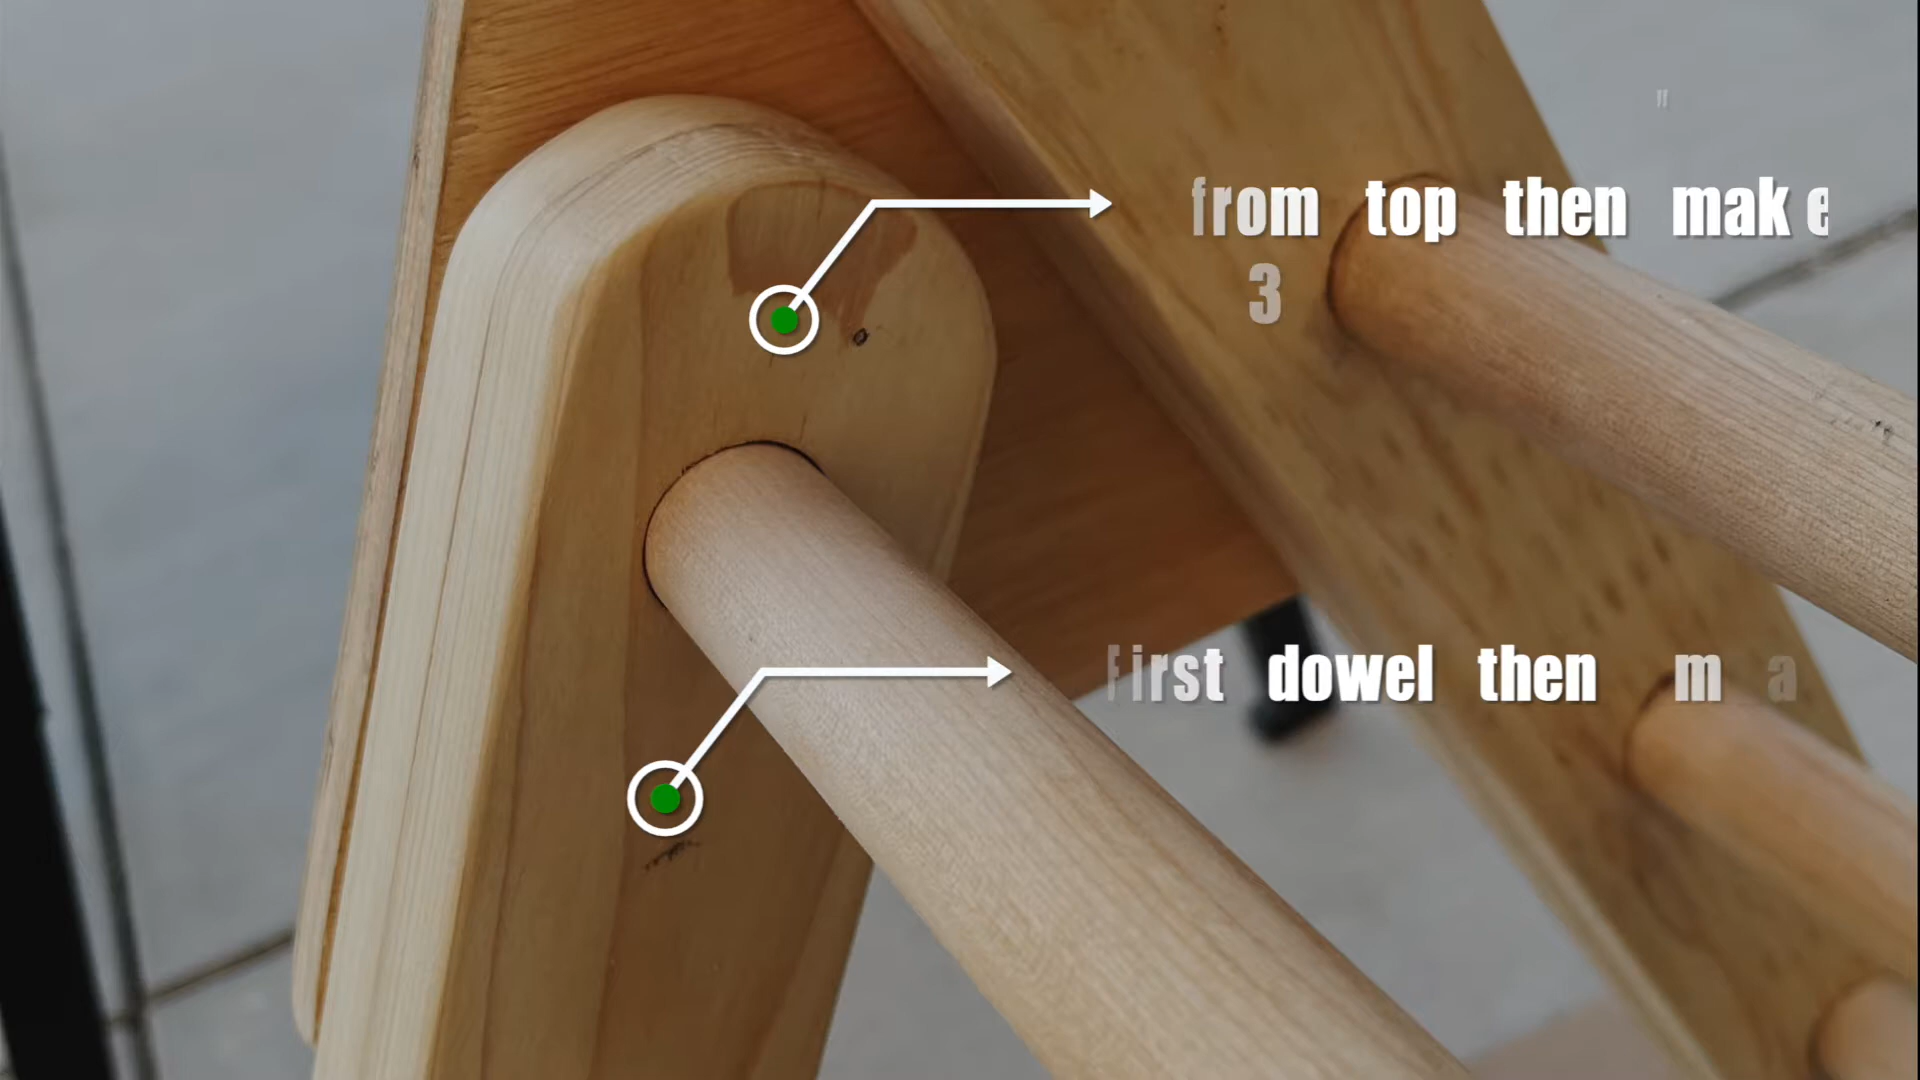 "
from top then make
3
First dowel then m a